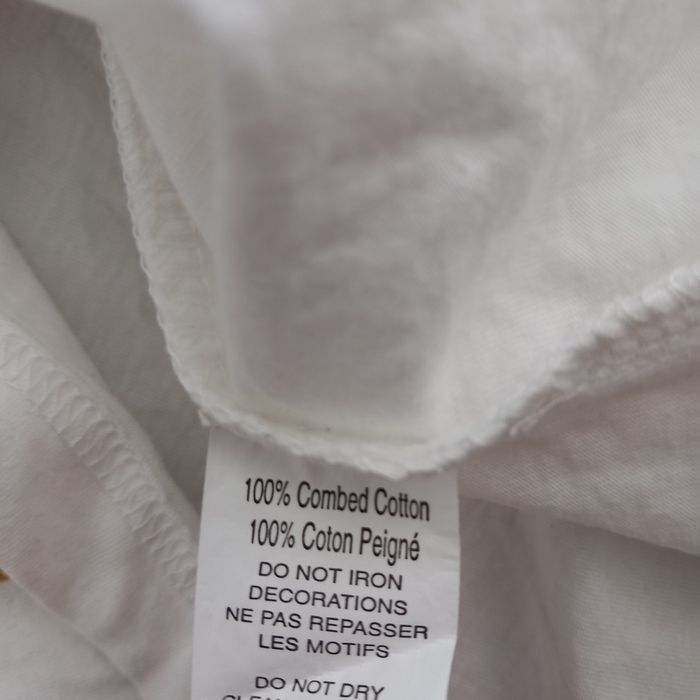 100% Combed Cotton
100% Coton Peigné
DO NOT IRON
DECORATIONS
NE PAS REPASSER
LES MOTIFS
DO NOT DRY